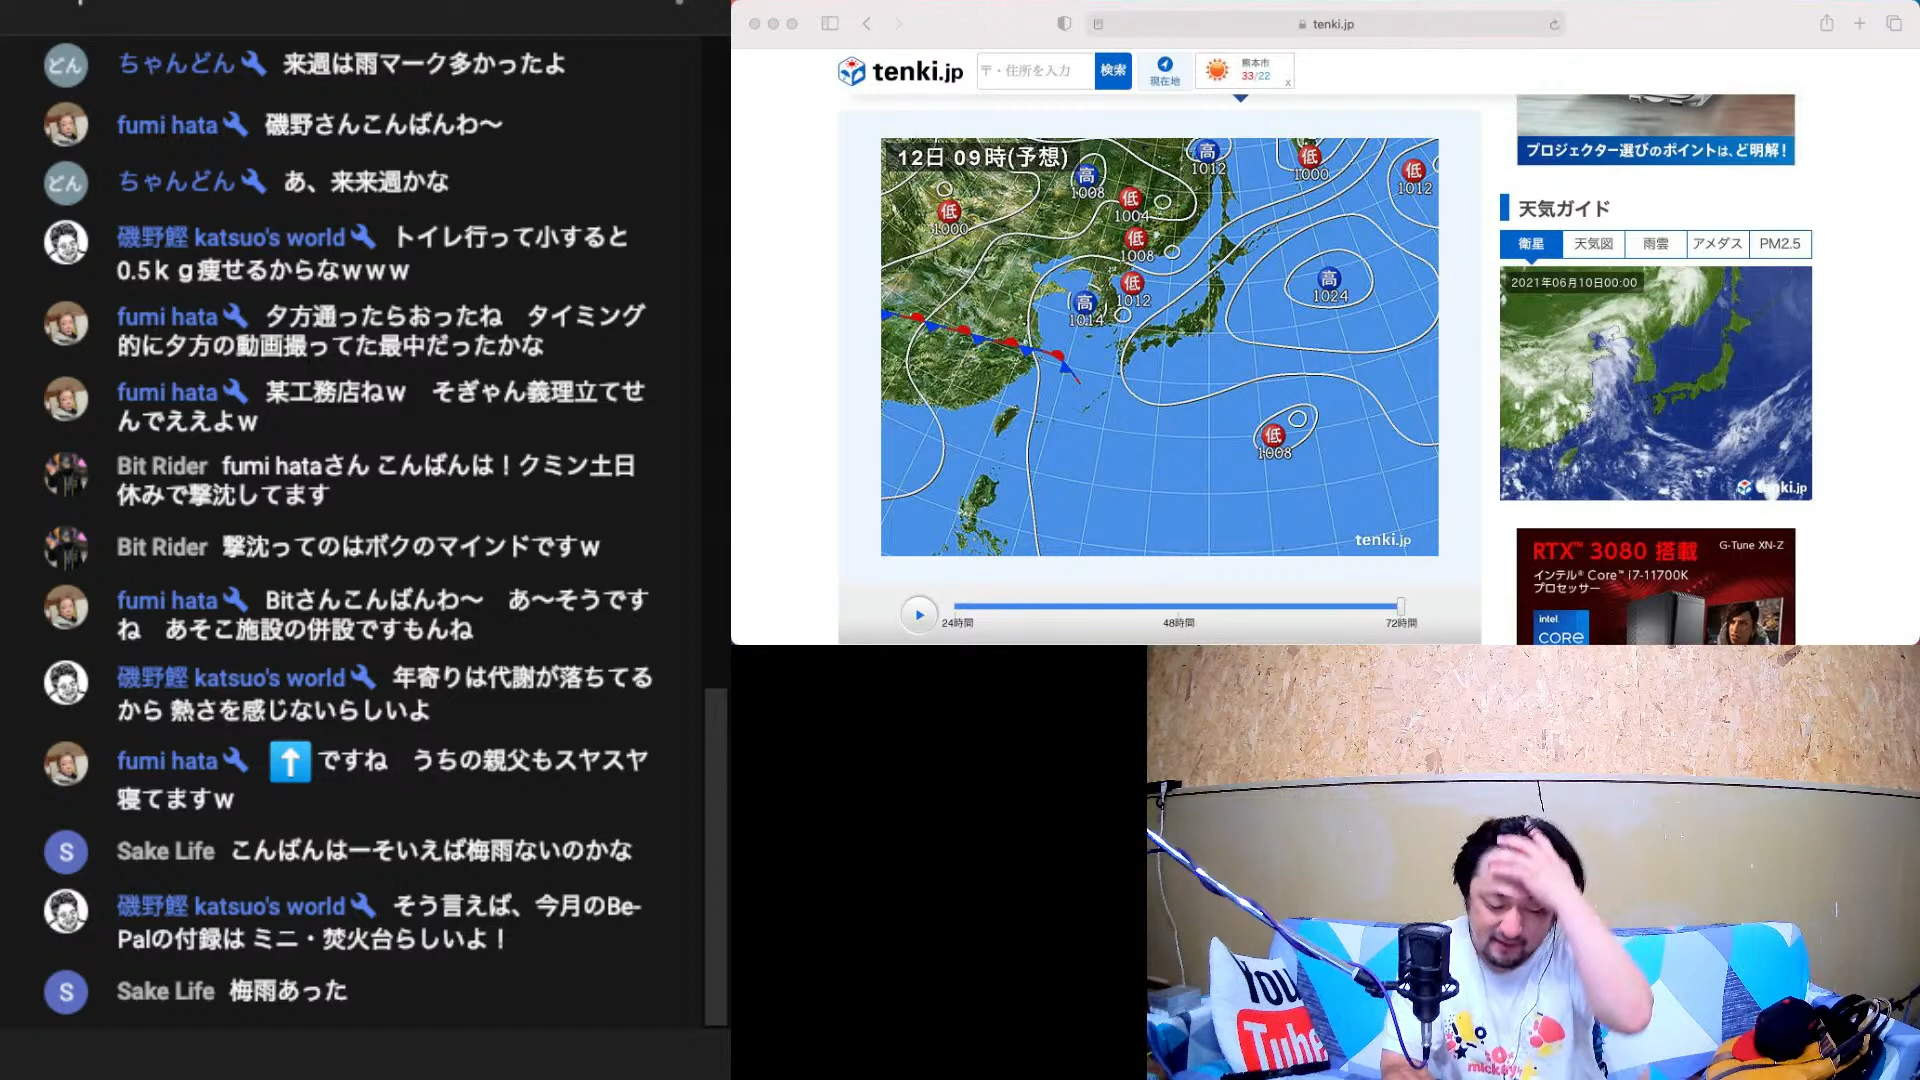 どん ちゃんどん 来週は雨マーク多かったよ
fumi hata 磯野さんこんばんわ〜
どん ちゃんどん あ、来来週かな
磯野鰹 katsuo's world トイレ行って小すると
0.5ｋｇ痩せるからなｗｗｗ
fumi hata 夕方通ったらおったね　タイミング
的に夕方の動画撮ってた最中だったかな
fumi hata 某工務店ねw　そぎゃん義理立てせ
んでええよw
Bit Rider fumi hataさん こんばんは！クミン土日
休みで撃沈してます
Bit Rider 撃沈ってのはボクのマインドですw
fumi hata Bitさんこんばんわ〜　あ〜そうです
ね　あそこ施設の併設ですもんね
磯野鰹 katsuo's world 年寄りは代謝が落ちてる
から 熱さを感じないらしいよ
fumi hata ⬆ですね　うちの親父もスヤスヤ
寝てますw
S Sake Life こんばんはーそいえば梅雨ないのかな
磯野鰹 katsuo's world そう言えば、今月のBe-
Palの付録は ミニ・焚火台らしいよ！
S Sake Life 梅雨あった
tenki.jp
tenki.jp
〒・住所を入力
検索
現在地
熊本市
33/22
x
12日 09時(予想)
高
1008
高
1012
低
1000
低
1012
低
1000
低
1004
低
1008
低
1012
高
1014
高
1024
低
1008
tenki.jp
24時間
48時間
72時間
プロジェクター選びのポイントは、ど明解!
天気ガイド
衛星 天気図 雨雲 アメダス PM2.5
2021年06月10日00:00
tenki.jp
RTX™ 3080 搭載
G-Tune XN-Z
インテル® Core™ i7-11700K
プロセッサー
intel.
CORE
You
Tube
mickey